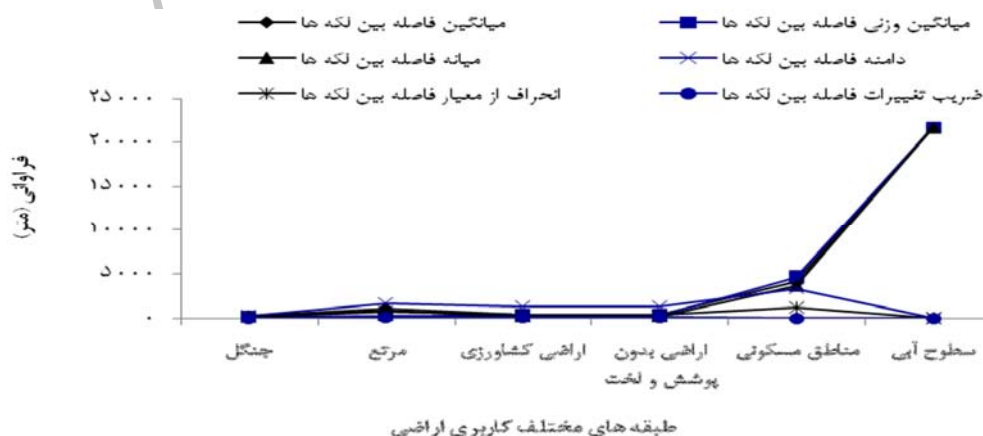 میانگین فاصله بین لکه ها میانگین وزنی فاصله بین لکه ها
میانه فاصله بین لکه ها دامنه فاصله بین لکه ها
انحراف از معیار فاصله بین لکه ها ضریب تغییرات فاصله بین لکه ها
۲۵۰۰۰
۲۰۰۰۰
۱۵۰۰۰
۱۰۰۰۰
۵۰۰۰
۰
فراوانی (متر)
جنگل مرتع اراضی کشاورزی اراضی بدون پوشش و لخت مناطق مسکونی سطوح آبی
طبقه های مختلف کاربری اراضی